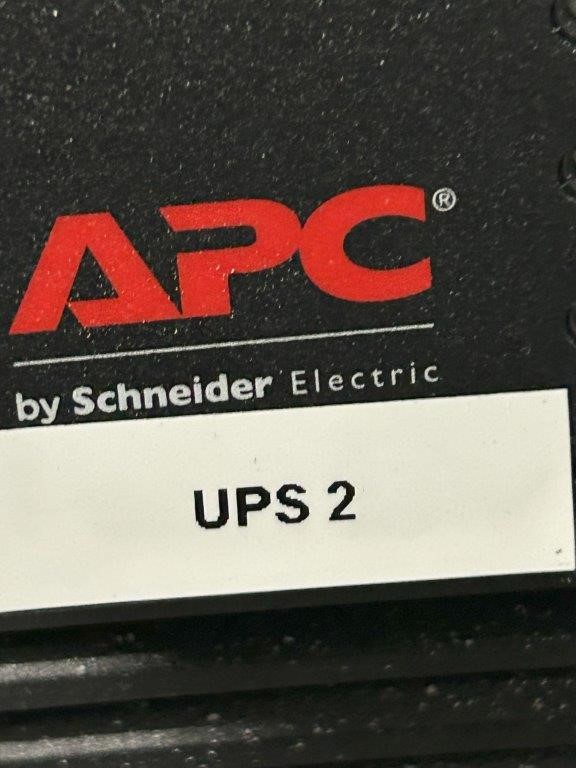 APC®
by Schneider Electric
UPS 2